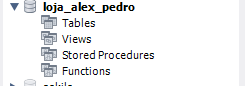 loja_alex_pedro
Tables
Views
Stored Procedures
Functions